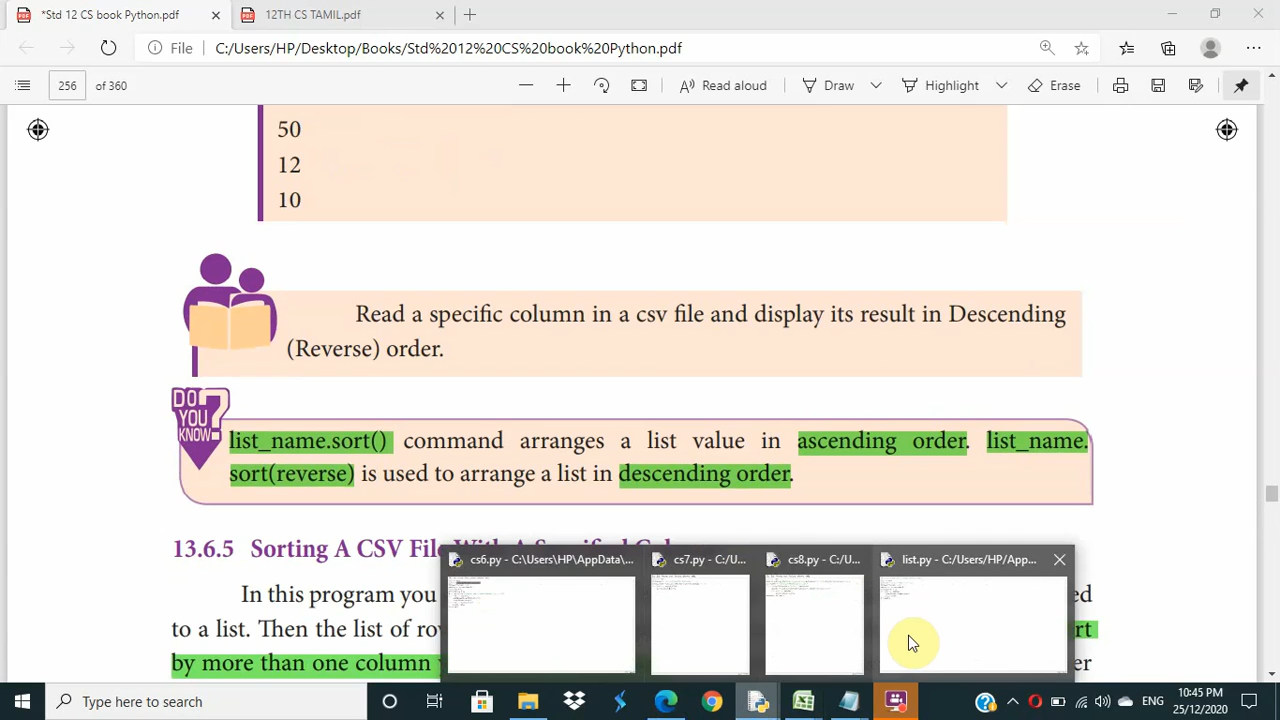 *Std 12 CS book Python.pdf
12TH CS TAMIL.pdf
File
C:/Users/HP/Desktop/Books/Std%2012%20CS%20book%20Python.pdf
256 of 360
Read aloud
Draw
Highlight
Erase
50
12
10
Read a specific column in a csv file and display its result in Descending
(Reverse) order.
DO YOU KNOW?
list_name.sort() command arranges a list value in ascending order. list_name.
sort(reverse) is used to arrange a list in descending order.
13.6.5 Sorting A CSV File With A
In this program you
ed
to a list. Then the list of
by more than one column
er
cs6.py - C:\Users\HP\AppData\...
cs7.py - C:/U...
cs8.py - C:/U...
list.py - C:/Users/HP/App...
Type here to search
ENG
10:45 PM
25/12/2020